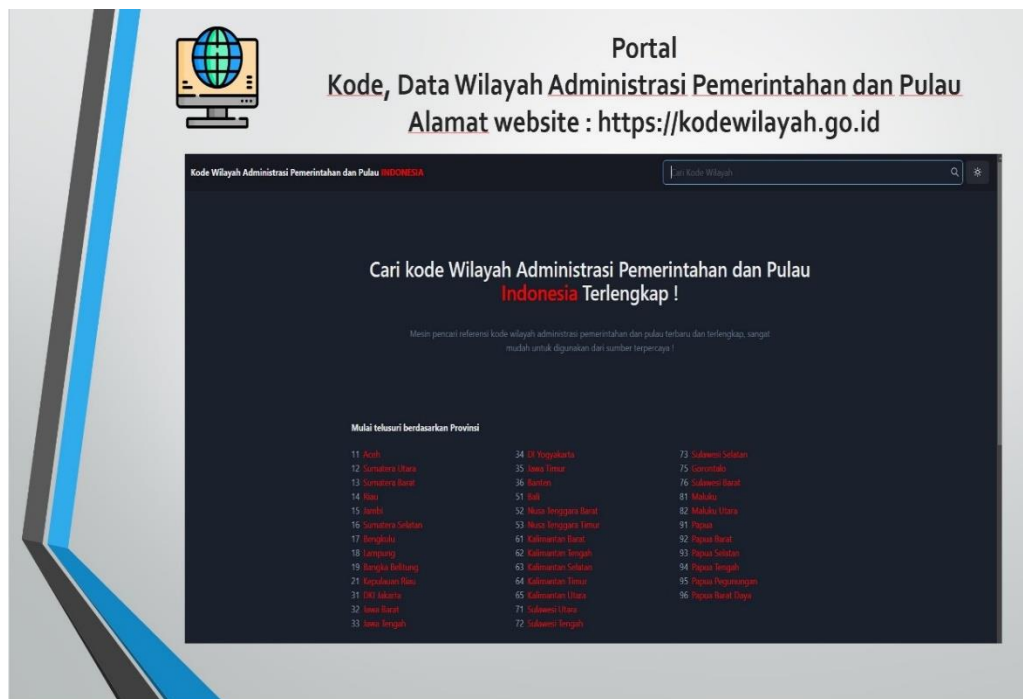 Portal
Kode, Data Wilayah Administrasi Pemerintahan dan Pulau
Alamat website : https://kodewilayah.go.id
Kode Wilayah Administrasi Pemerintahan dan Pulau INDONESIA
Cari Kode Wilayah
Cari kode Wilayah Administrasi Pemerintahan dan Pulau
Indonesia Terlengkap !
Mesin pencari referensi kode wilayah administrasi pemerintahan dan pulau terbaru dan terlengkap, sangat
mudah untuk digunakan dari sumber terpercaya !
Mulai telusuri berdasarkan Provinsi
11 Aceh
12 Sumatera Utara
13 Sumatera Barat
14 Riau
15 Jambi
16 Sumatera Selatan
17 Bengkulu
18 Lampung
19 Bangka Belitung
21 Kepulauan Riau
31 DKI Jakarta
32 Jawa Barat
33 Jawa Tengah
34 DI Yogyakarta
35 Jawa Timur
36 Banten
51 Bali
52 Nusa Tenggara Barat
53 Nusa Tenggara Timur
61 Kalimantan Barat
62 Kalimantan Tengah
63 Kalimantan Selatan
64 Kalimantan Timur
65 Kalimantan Utara
71 Sulawesi Utara
72 Sulawesi Tengah
73 Sulawesi Selatan
75 Gorontalo
76 Sulawesi Barat
81 Maluku
82 Maluku Utara
91 Papua
92 Papua Barat
93 Papua Selatan
94 Papua Tengah
95 Papua Pegunungan
96 Papua Barat Daya